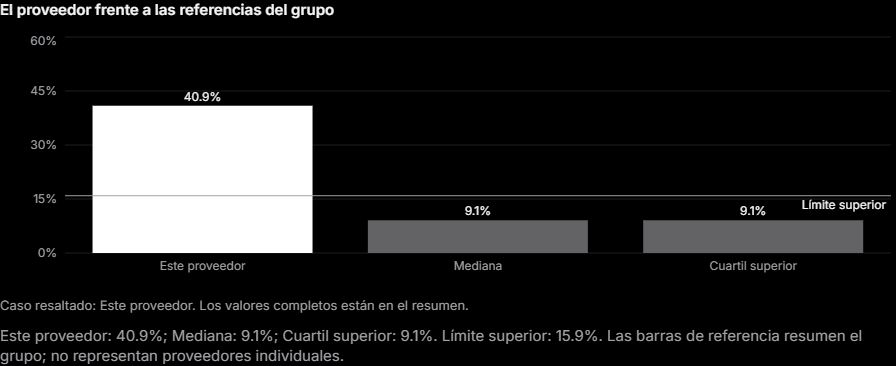 El proveedor frente a las referencias del grupo
60%
45%
30%
15%
0%
40.9%
9.1%
9.1%
Límite superior
Este proveedor
Mediana
Cuartil superior
Caso resaltado: Este proveedor. Los valores completos están en el resumen.
Este proveedor: 40.9%; Mediana: 9.1%; Cuartil superior: 9.1%. Límite superior: 15.9%. Las barras de referencia resumen el
grupo; no representan proveedores individuales.